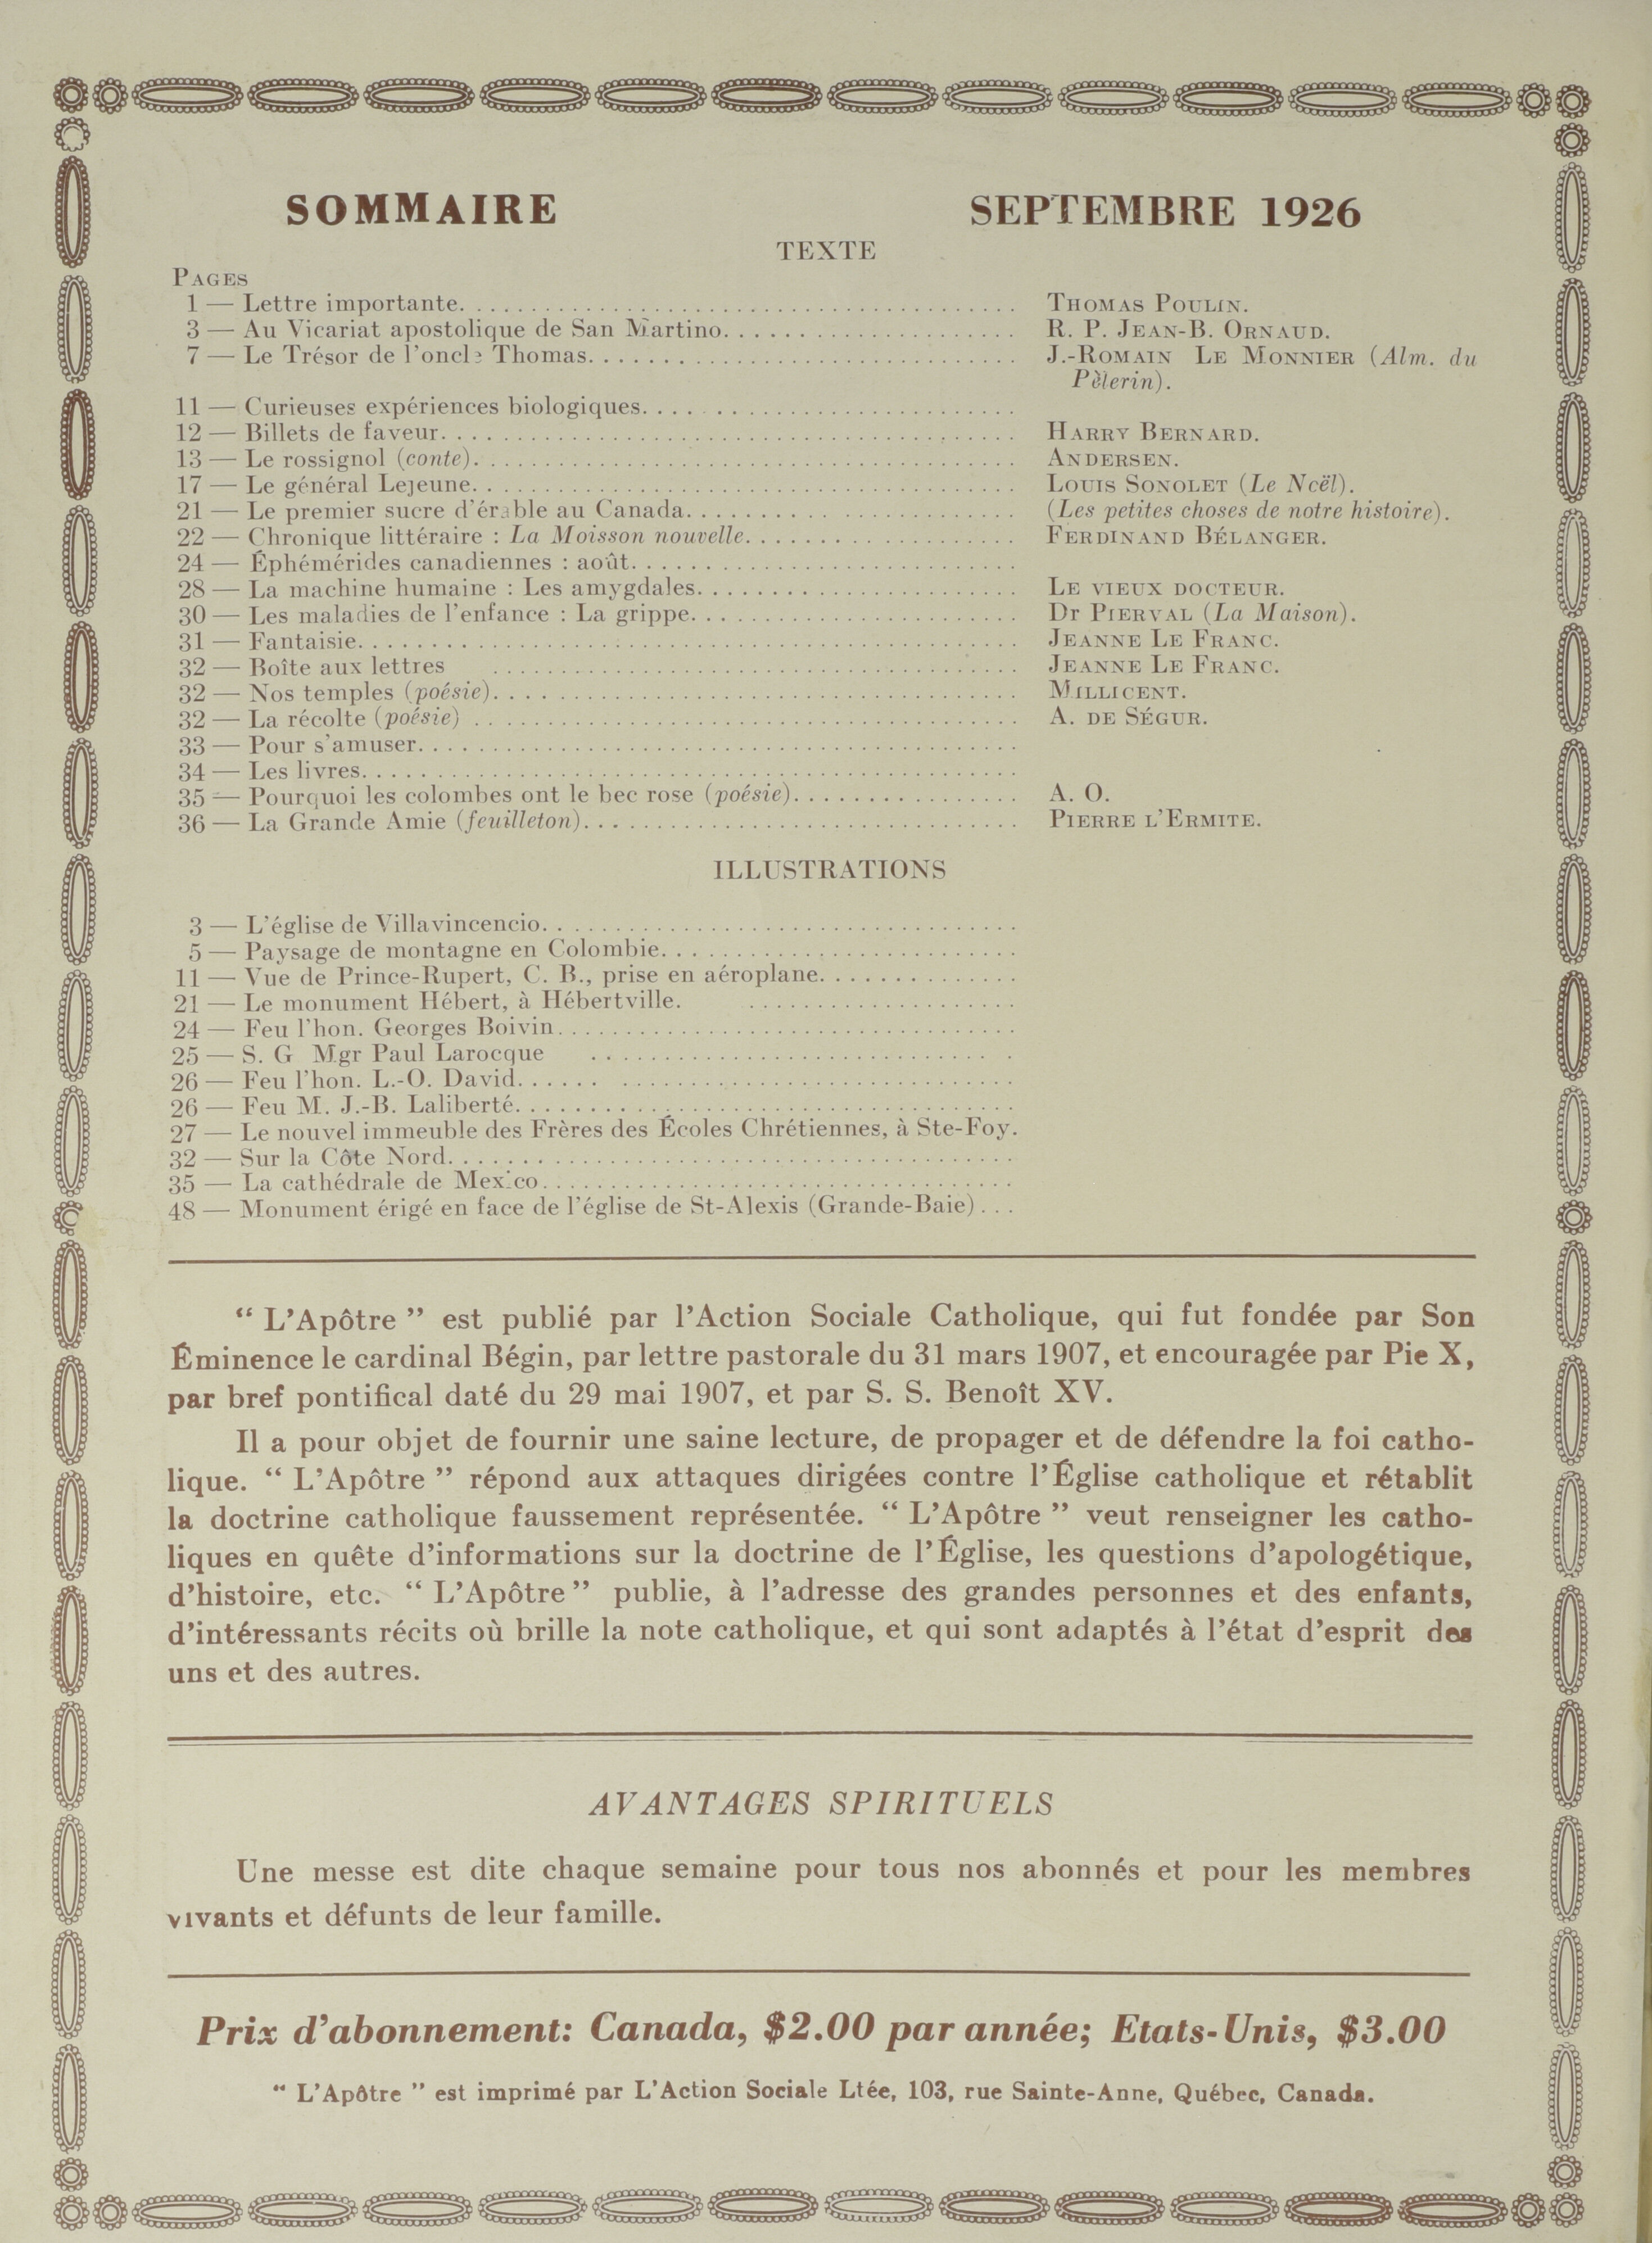 SOMMAIRE SEPTEMBRE 1926
TEXTE
PAGES
1 — Lettre importante. THOMAS POULIN.
3 — Au Vicariat apostolique de San Martino. R. P. JEAN-B. ORNAUD.
7 — Le Trésor de l'oncle Thomas. J.-ROMAIN LE MONNIER (Alm. du
Pèlerin).
11 — Curieuses expériences biologiques.
12 — Billets de faveur. HARRY BERNARD.
13 — Le rossignol (conte). ANDERSEN.
17 — Le général Lejeune. LOUIS SONOLET (Le Noël).
21 — Le premier sucre d'érable au Canada. (Les petites choses de notre histoire).
22 — Chronique littéraire : La Moisson nouvelle. FERDINAND BÉLANGER.
24 — Éphémérides canadiennes : août.
28 — La machine humaine : Les amygdales. LE VIEUX DOCTEUR.
30 — Les maladies de l'enfance : La grippe. Dr PIERVAL (La Maison).
31 — Fantaisie. JEANNE LE FRANC.
32 — Boîte aux lettres JEANNE LE FRANC.
32 — Nos temples (poésie). MILLICENT.
32 — La récolte (poésie) A. DE SÉGUR.
33 — Pour s'amuser.
34 — Les livres.
35 — Pourquoi les colombes ont le bec rose (poésie). A. O.
36 — La Grande Amie (feuilleton). PIERRE L'ERMITE.
ILLUSTRATIONS
3 — L'église de Villavincencio.
5 — Paysage de montagne en Colombie.
11 — Vue de Prince-Rupert, C. B., prise en aéroplane.
21 — Le monument Hébert, à Hébertville.
24 — Feu l'hon. Georges Boivin.
25 — S. G Mgr Paul Larocque
26 — Feu l'hon. L.-O. David.
26 — Feu M. J.-B. Laliberté.
27 — Le nouvel immeuble des Frères des Écoles Chrétiennes, à Ste-Foy.
32 — Sur la Côte Nord.
35 — La cathédrale de Mexico.
48 — Monument érigé en face de l'église de St-Alexis (Grande-Baie)...
“ L'Apôtre ” est publié par l'Action Sociale Catholique, qui fut fondée par Son
Éminence le cardinal Bégin, par lettre pastorale du 31 mars 1907, et encouragée par Pie X,
par bref pontifical daté du 29 mai 1907, et par S. S. Benoît XV.
Il a pour objet de fournir une saine lecture, de propager et de défendre la foi catho-
lique. “ L'Apôtre ” répond aux attaques dirigées contre l'Église catholique et rétablit
la doctrine catholique faussement représentée. “ L'Apôtre ” veut renseigner les catho-
liques en quête d'informations sur la doctrine de l'Église, les questions d'apologétique,
d'histoire, etc. “ L'Apôtre ” publie, à l'adresse des grandes personnes et des enfants,
d'intéressants récits où brille la note catholique, et qui sont adaptés à l'état d'esprit des
uns et des autres.
AVANTAGES SPIRITUELS
Une messe est dite chaque semaine pour tous nos abonnés et pour les membres
vivants et défunts de leur famille.
Prix d'abonnement: Canada, $2.00 par année; Etats-Unis, $3.00
“ L'Apôtre ” est imprimé par L'Action Sociale Ltée, 103, rue Sainte-Anne, Québec, Canada.